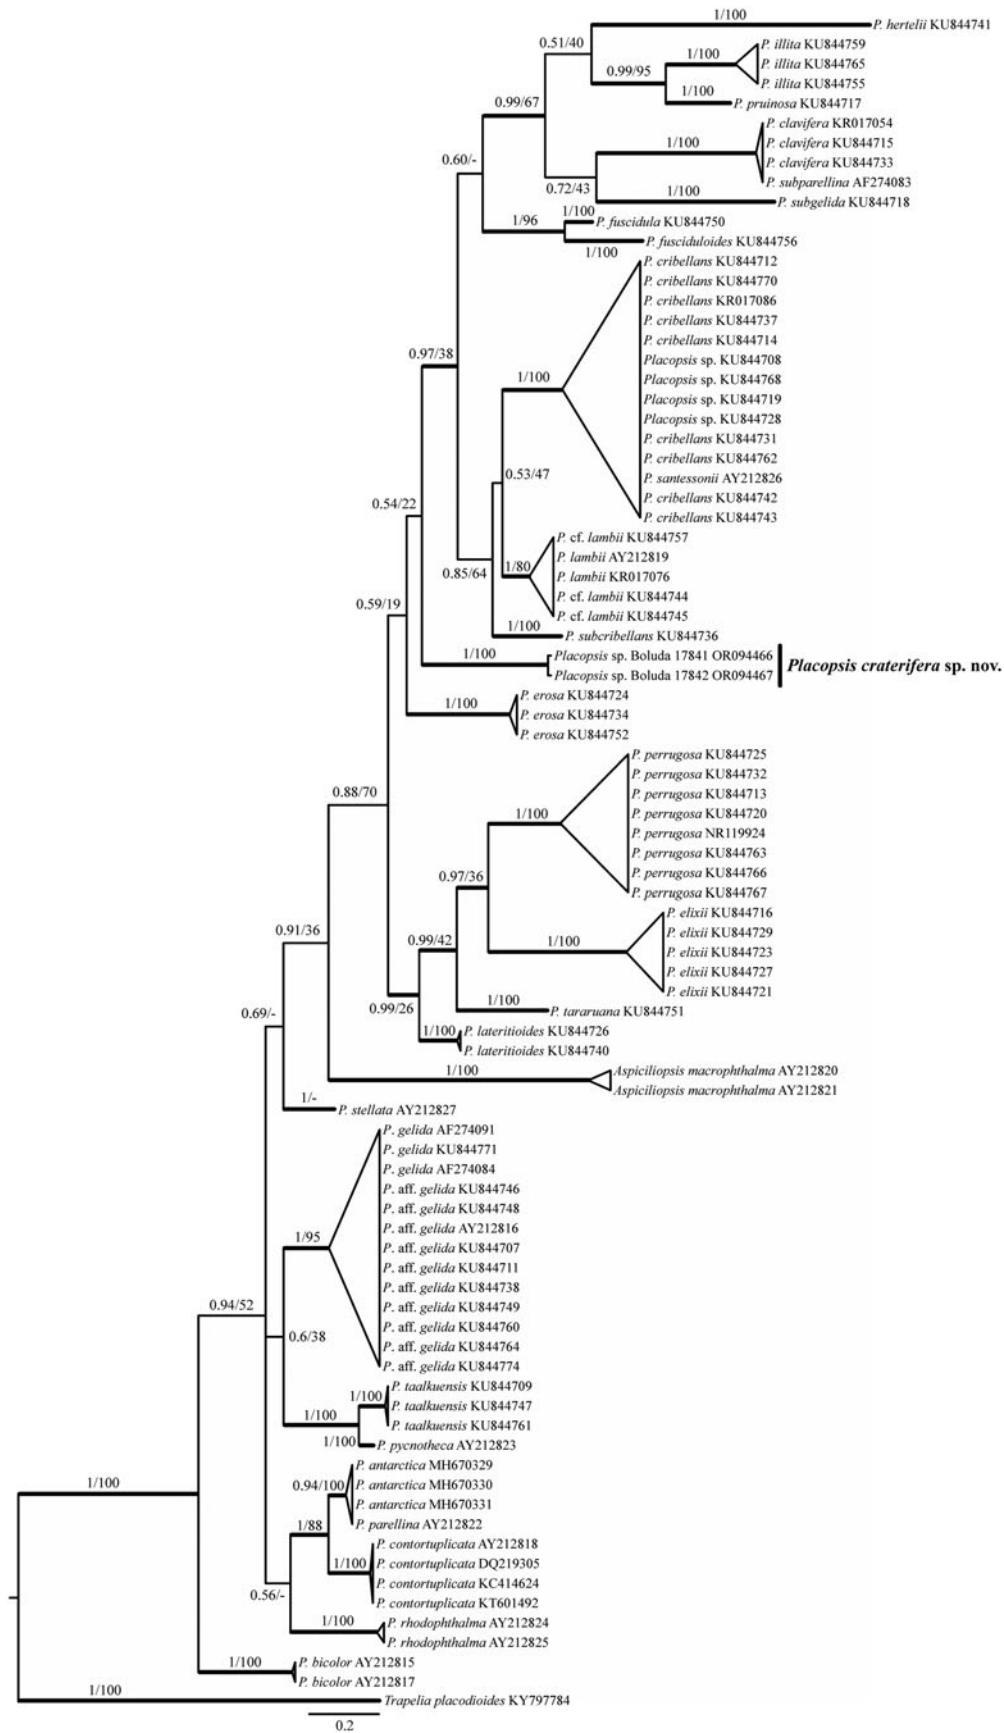 1/100
P. hertelii KU844741
0.51/40
P. illita KU844759
1/100
P. illita KU844765
0.99/95
P. illita KU844755
1/100
P. pruinosa KU844717
0.99/67
P. clavifera KR017054
1/100
P. clavifera KU844715
P. clavifera KU844733
0.60/-
P. subparellina AF274083
0.72/43
1/100
P. subgelida KU844718
1/100
P. fuscidula KU844750
1/96
P. fusciduloides KU844756
1/100
P. cribellans KU844712
P. cribellans KU844770
P. cribellans KR017086
P. cribellans KU844737
P. cribellans KU844714
0.97/38
Placopsis sp. KU844708
1/100
Placopsis sp. KU844768
Placopsis sp. KU844719
Placopsis sp. KU844728
P. cribellans KU844731
P. cribellans KU844762
0.53/47
P. santessonii AY212826
P. cribellans KU844742
0.54/22
P. cribellans KU844743
P. cf. lambii KU844757
P. lambii AY212819
1/80
0.85/64
P. lambii KR017076
P. cf. lambii KU844744
0.59/19
P. cf. lambii KU844745
1/100
P. subcribellans KU844736
1/100
Placopsis sp. Boluda 17841 OR094466
Placopsis craterifera sp. nov.
Placopsis sp. Boluda 17842 OR094467
P. erosa KU844724
1/100
P. erosa KU844734
P. erosa KU844752
P. perrugosa KU844725
P. perrugosa KU844732
0.88/70
P. perrugosa KU844713
1/100
P. perrugosa KU844720
P. perrugosa NR119924
P. perrugosa KU844763
0.97/36
P. perrugosa KU844766
P. perrugosa KU844767
P. elixii KU844716
0.91/36
P. elixii KU844729
0.99/42
1/100
P. elixii KU844723
P. elixii KU844727
P. elixii KU844721
0.99/26
1/100
P. tararuana KU844751
0.69/-
1/100
P. lateritioides KU844726
P. lateritioides KU844740
1/100
Aspiciliopsis macrophthalma AY212820
Aspiciliopsis macrophthalma AY212821
1/-
P. stellata AY212827
P. gelida AF274091
P. gelida KU844771
P. gelida AF274084
P. aff. gelida KU844746
P. aff. gelida KU844748
P. aff. gelida AY212816
1/95
P. aff. gelida KU844707
P. aff. gelida KU844711
P. aff. gelida KU844738
0.94/52
P. aff. gelida KU844749
P. aff. gelida KU844760
0.6/38
P. aff. gelida KU844764
P. aff. gelida KU844774
P. taalkuensis KU844709
1/100
P. taalkuensis KU844747
1/100
P. taalkuensis KU844761
1/100
P. pycnotheca AY212823
P. antarctica MH670329
1/100
0.94/100
P. antarctica MH670330
P. antarctica MH670331
1/88
P. parellina AY212822
P. contortuplicata AY212818
1/100
P. contortuplicata DQ219305
P. contortuplicata KC414624
0.56/-
P. contortuplicata KT601492
1/100
P. rhodophthalma AY212824
P. rhodophthalma AY212825
1/100
P. bicolor AY212815
P. bicolor AY212817
1/100
Trapelia placodioides KY797784
0.2